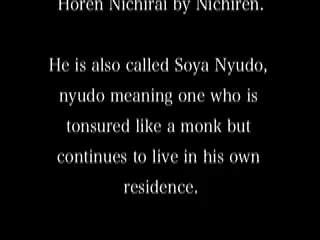 Horen Nichirai by Nichiren.
He is also called Soya Nyudo,
nyudo meaning one who is
tonsured like a monk but
continues to live in his own
residence.